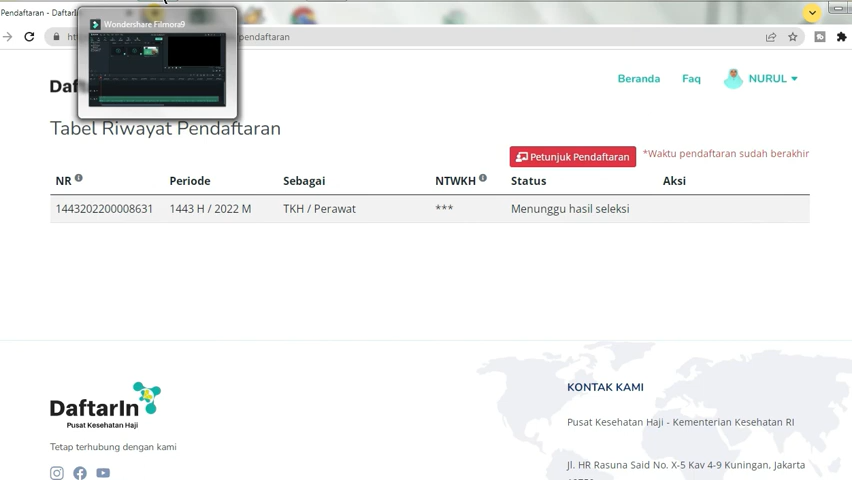 Pendaftaran - DaftarIn
Wondershare Filmora9
pendaftaran
Daf
Beranda
Faq
NURUL
Tabel Riwayat Pendaftaran
Petunjuk Pendaftaran
*Waktu pendaftaran sudah berakhir
NR Periode Sebagai NTWKH Status Aksi
1443202200008631 1443 H / 2022 M TKH / Perawat *** Menunggu hasil seleksi
DaftarIn
Pusat Kesehatan Haji
Tetap terhubung dengan kami
KONTAK KAMI
Pusat Kesehatan Haji - Kementerian Kesehatan RI
Jl. HR Rasuna Said No. X-5 Kav 4-9 Kuningan, Jakarta